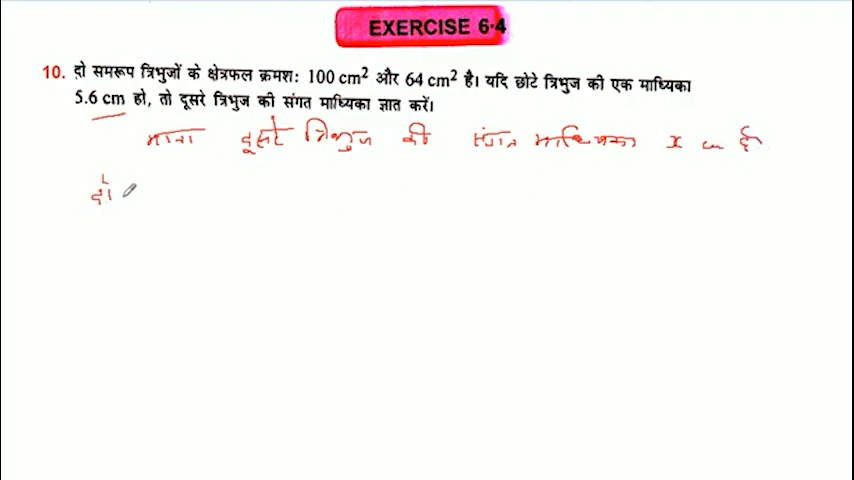 EXERCISE 6·4
10. दो समरूप त्रिभुजों के क्षेत्रफल क्रमशः 100 cm² और 64 cm² है। यदि छोटे त्रिभुज की एक माध्यिका
5.6 cm हो, तो दूसरे त्रिभुज की संगत माध्यिका ज्ञात करें।
माना दूसरे त्रिभुज की संगत माध्यिका x cm है
दो